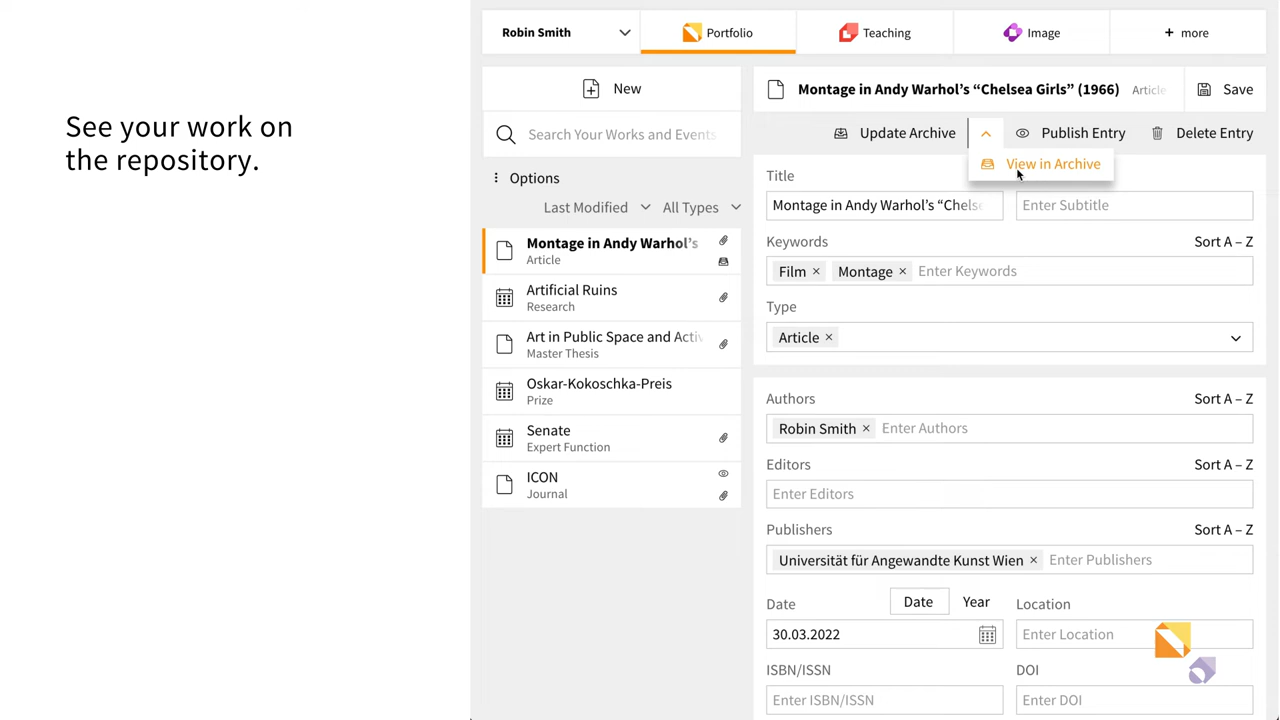 See your work on
the repository.
Robin Smith
Portfolio
Teaching
Image
+ more
New
Search Your Works and Events
Options
Last Modified
All Types
Montage in Andy Warhol's
Article
Artificial Ruins
Research
Art in Public Space and Activ
Master Thesis
Oskar-Kokoschka-Preis
Prize
Senate
Expert Function
ICON
Journal
Montage in Andy Warhol's “Chelsea Girls” (1966)
Article
Save
Update Archive
Publish Entry
Delete Entry
View in Archive
Title
Montage in Andy Warhol's “Chelse
Enter Subtitle
Keywords
Sort A – Z
Film ×
Montage ×
Enter Keywords
Type
Article ×
Authors
Sort A – Z
Robin Smith ×
Enter Authors
Editors
Sort A – Z
Enter Editors
Publishers
Sort A – Z
Universität für Angewandte Kunst Wien ×
Enter Publishers
Date
Date
Year
Location
30.03.2022
Enter Location
ISBN/ISSN
DOI
Enter ISBN/ISSN
Enter DOI